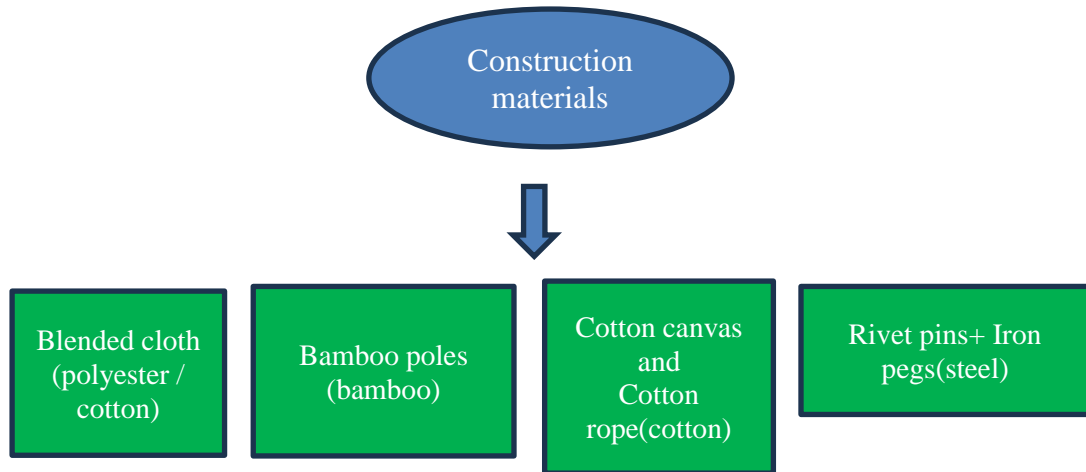 Construction
materials
Blended cloth
(polyester /
cotton)
Bamboo poles
(bamboo)
Cotton canvas
and
Cotton
rope(cotton)
Rivet pins+ Iron
pegs(steel)